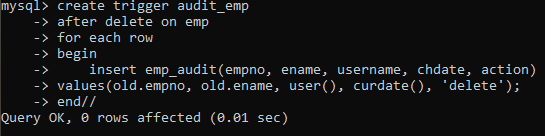 mysql> create trigger audit_emp
    -> after delete on emp
    -> for each row
    -> begin
    ->     insert emp_audit(empno, ename, username, chdate, action)
    -> values(old.empno, old.ename, user(), curdate(), 'delete');
    -> end//
Query OK, 0 rows affected (0.01 sec)